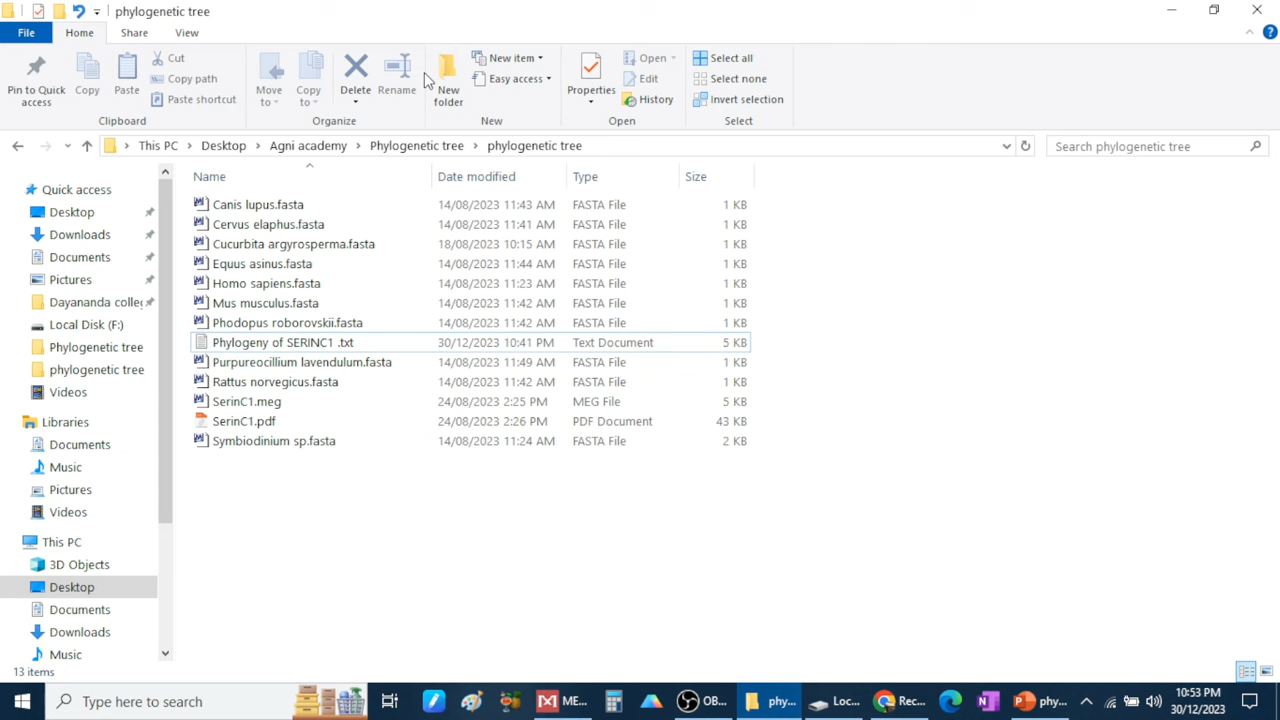 phylogenetic tree
File Home Share View
Pin to Quick access
Copy
Paste
Cut
Copy path
Paste shortcut
Clipboard
Move to
Copy to
Delete
Rename
Organize
New folder
New item
Easy access
New
Properties
Open
Edit
History
Open
Select all
Select none
Invert selection
Select
This PC > Desktop > Agni academy > Phylogenetic tree > phylogenetic tree
Search phylogenetic tree
Name Date modified Type Size
Canis lupus.fasta 14/08/2023 11:43 AM FASTA File 1 KB
Cervus elaphus.fasta 14/08/2023 11:41 AM FASTA File 1 KB
Cucurbita argyrosperma.fasta 18/08/2023 10:15 AM FASTA File 1 KB
Equus asinus.fasta 14/08/2023 11:44 AM FASTA File 1 KB
Homo sapiens.fasta 14/08/2023 11:23 AM FASTA File 1 KB
Mus musculus.fasta 14/08/2023 11:42 AM FASTA File 1 KB
Phodopus roborovskii.fasta 14/08/2023 11:42 AM FASTA File 1 KB
Phylogeny of SERINC1 .txt 30/12/2023 10:41 PM Text Document 5 KB
Purpureocillium lavendulum.fasta 14/08/2023 11:49 AM FASTA File 1 KB
Rattus norvegicus.fasta 14/08/2023 11:42 AM FASTA File 1 KB
SerinC1.meg 24/08/2023 2:25 PM MEG File 5 KB
SerinC1.pdf 24/08/2023 2:26 PM PDF Document 43 KB
Symbiodinium sp.fasta 14/08/2023 11:24 AM FASTA File 2 KB
Quick access
Desktop
Downloads
Documents
Pictures
Dayananda colle
Local Disk (F:)
Phylogenetic tree
phylogenetic tree
Videos
Libraries
Documents
Music
Pictures
Videos
This PC
3D Objects
Desktop
Documents
Downloads
Music
13 items
Type here to search
ME...
OB...
phy...
Loc...
Rec...
phy...
10:53 PM
30/12/2023